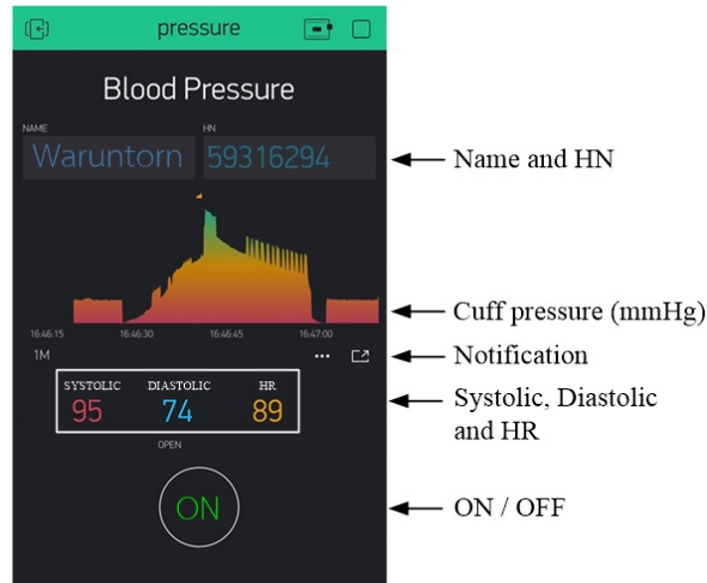 pressure
Blood Pressure
NAME HN
Waruntorn 59316294
Name and HN
Cuff pressure (mmHg)
16:46:15 16:46:30 16:46:45 16:47:00
1M
Notification
SYSTOLIC DIASTOLIC HR
95 74 89
Systolic, Diastolic
and HR
OPEN
ON
ON / OFF